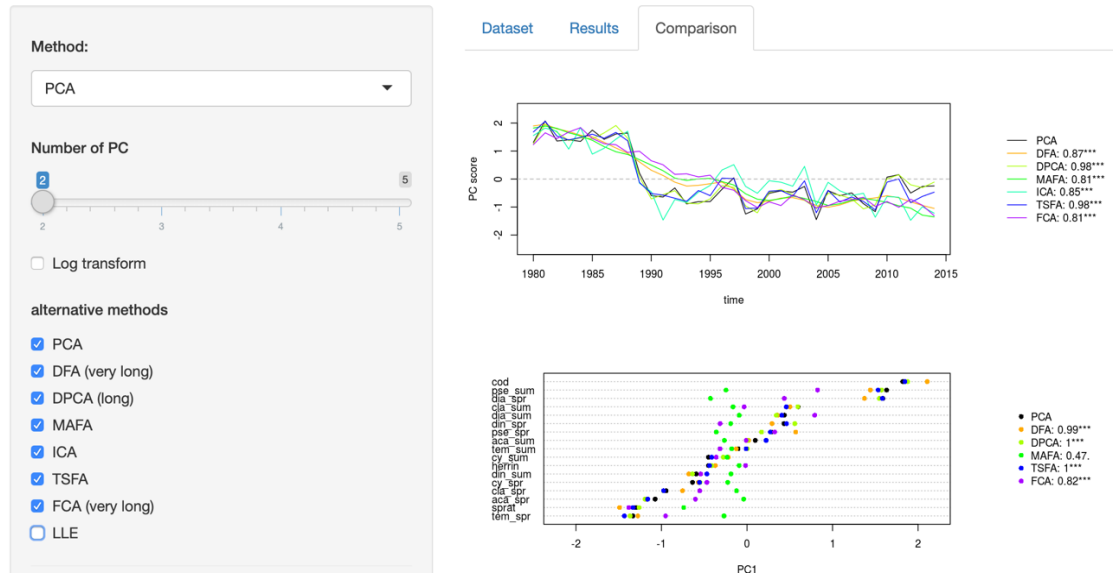 Method:
PCA
Number of PC
2
5
2
3
4
5
Log transform
alternative methods
PCA
DFA (very long)
DPCA (long)
MAFA
ICA
TSFA
FCA (very long)
LLE
Dataset Results Comparison
PC score
2
1
0
-1
-2
1980 1985 1990 1995 2000 2005 2010 2015
time
PCA
DFA: 0.87***
DPCA: 0.98***
MAFA: 0.81***
ICA: 0.85***
TSFA: 0.98***
FCA: 0.81***
cod
pse_sum
dia_spr
cla_sum
dia_sum
din_spr
pse_spr
aca_sum
tem_sum
cy_sum
herrin
din_sum
cy_spr
cla_spr
aca_spr
sprat
tem_spr
-2 -1 0 1 2
PC1
PCA
DFA: 0.99***
DPCA: 1***
MAFA: 0.47.
TSFA: 1***
FCA: 0.82***